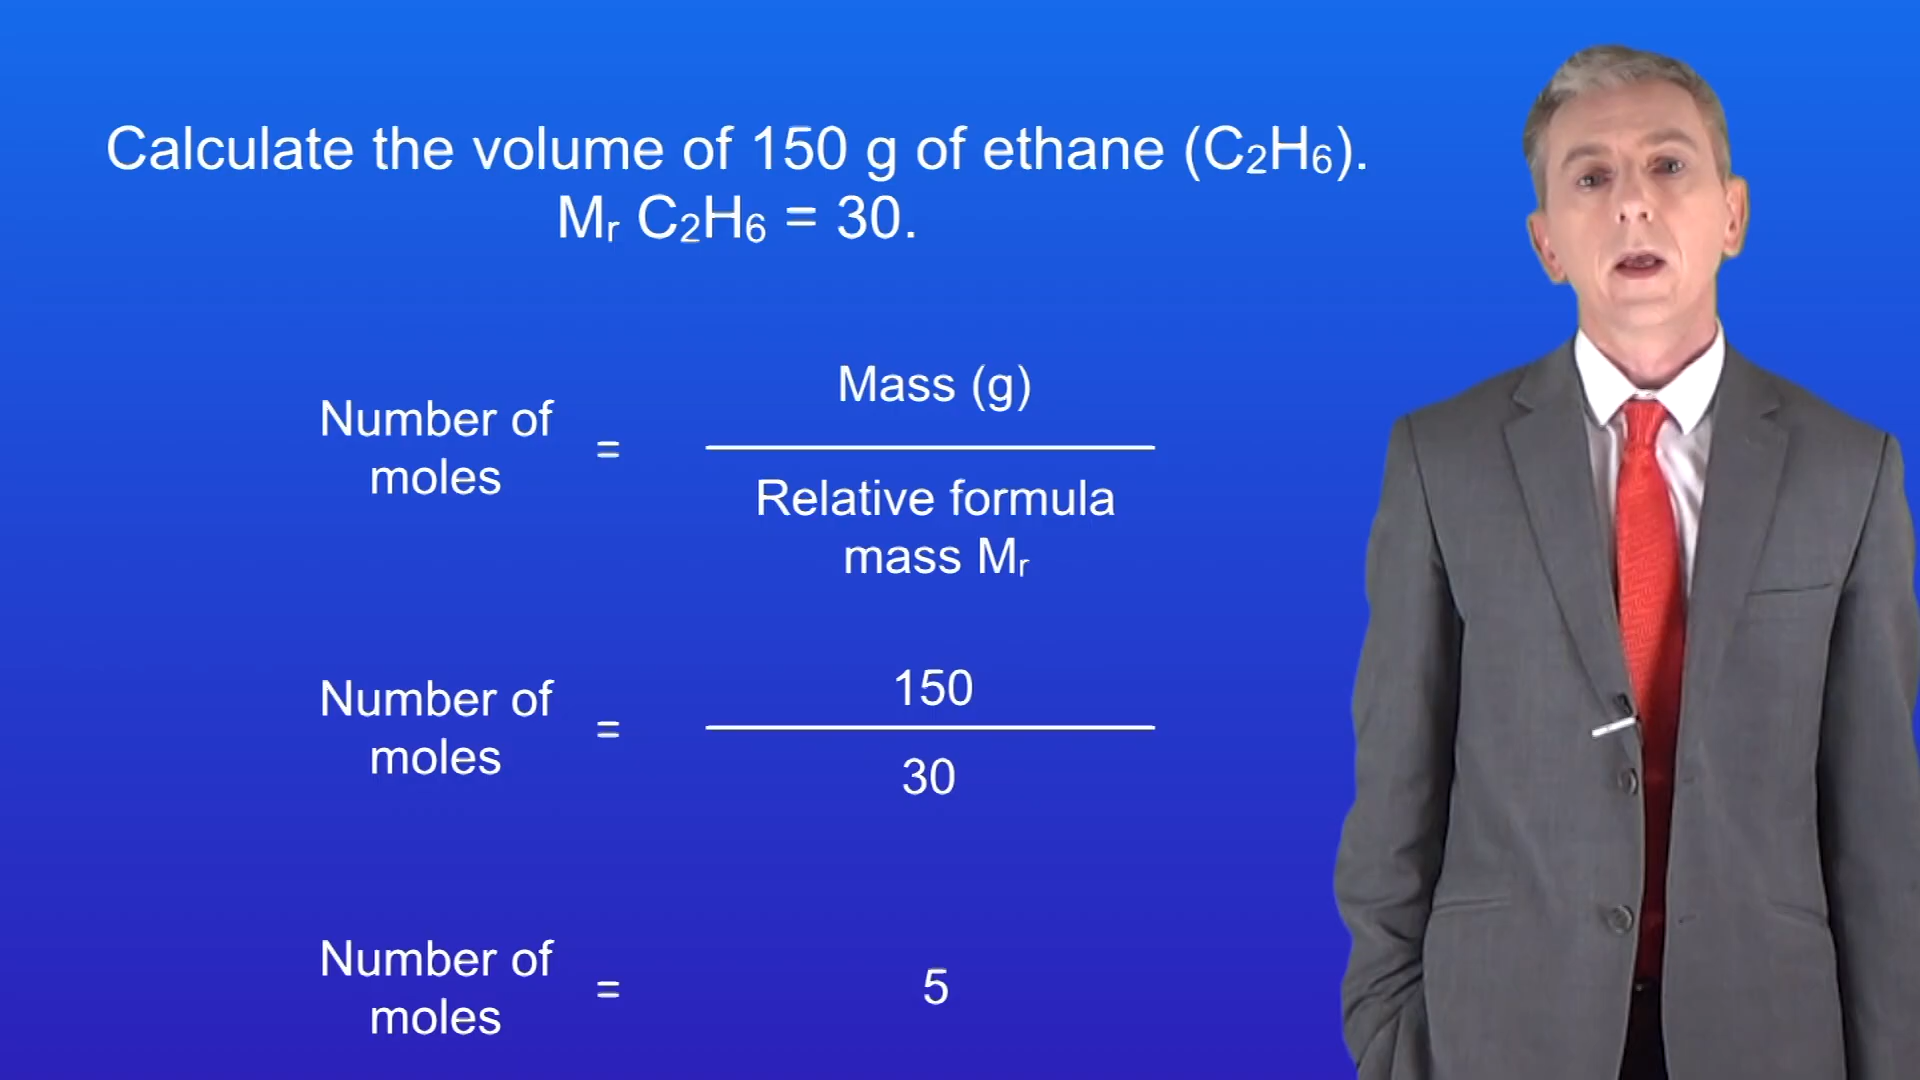 Calculate the volume of 150 g of ethane (C₂H₆).
Mᵣ C₂H₆ = 30.
Mass (g)
Number of
moles
=
Relative formula
mass Mᵣ
150
Number of
moles
=
30
Number of
moles
=
5